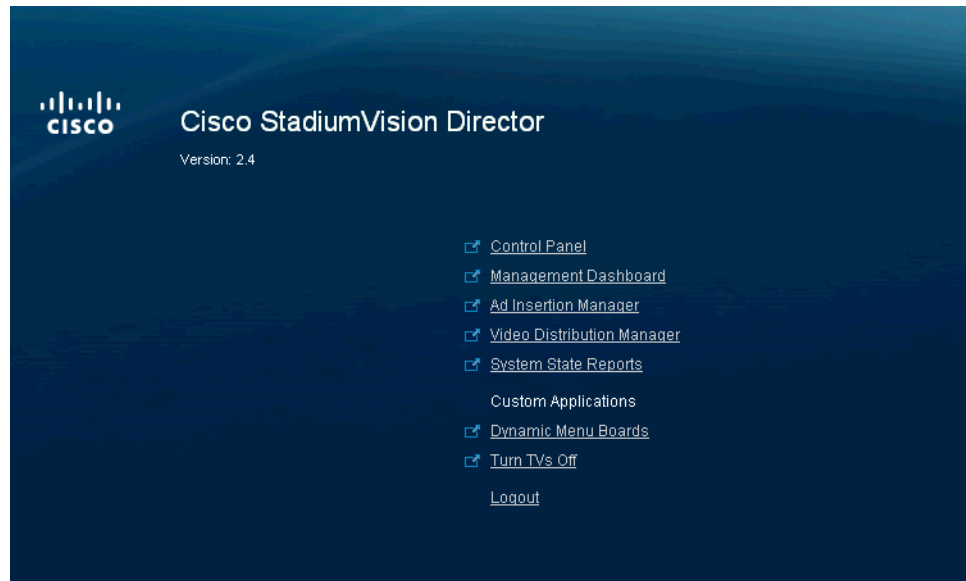 CISCO
Cisco StadiumVision Director
Version: 2.4
Control Panel
Management Dashboard
Ad Insertion Manager
Video Distribution Manager
System State Reports
Custom Applications
Dynamic Menu Boards
Turn TVs Off
Logout